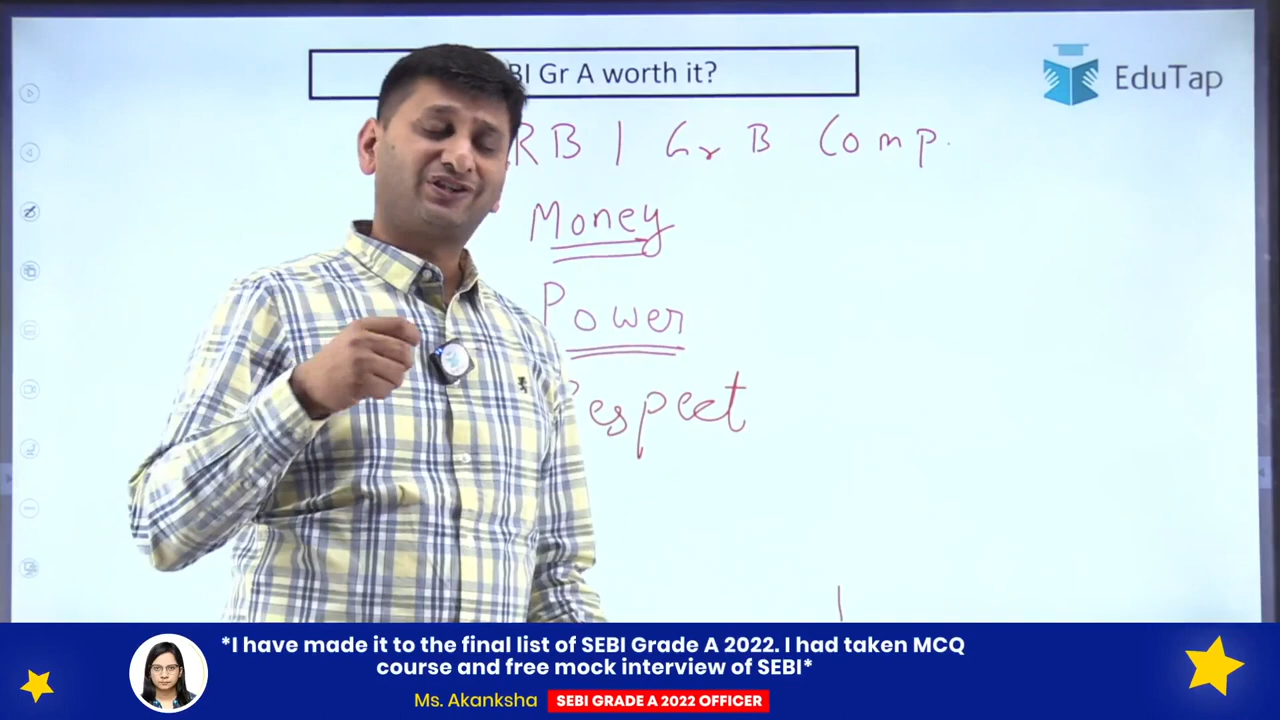 BI Gr A worth it?
EduTap
RBI Gr B Comp.
Money
Power
Respect
*I have made it to the final list of SEBI Grade A 2022. I had taken MCQ
course and free mock interview of SEBI*
Ms. Akanksha SEBI GRADE A 2022 OFFICER